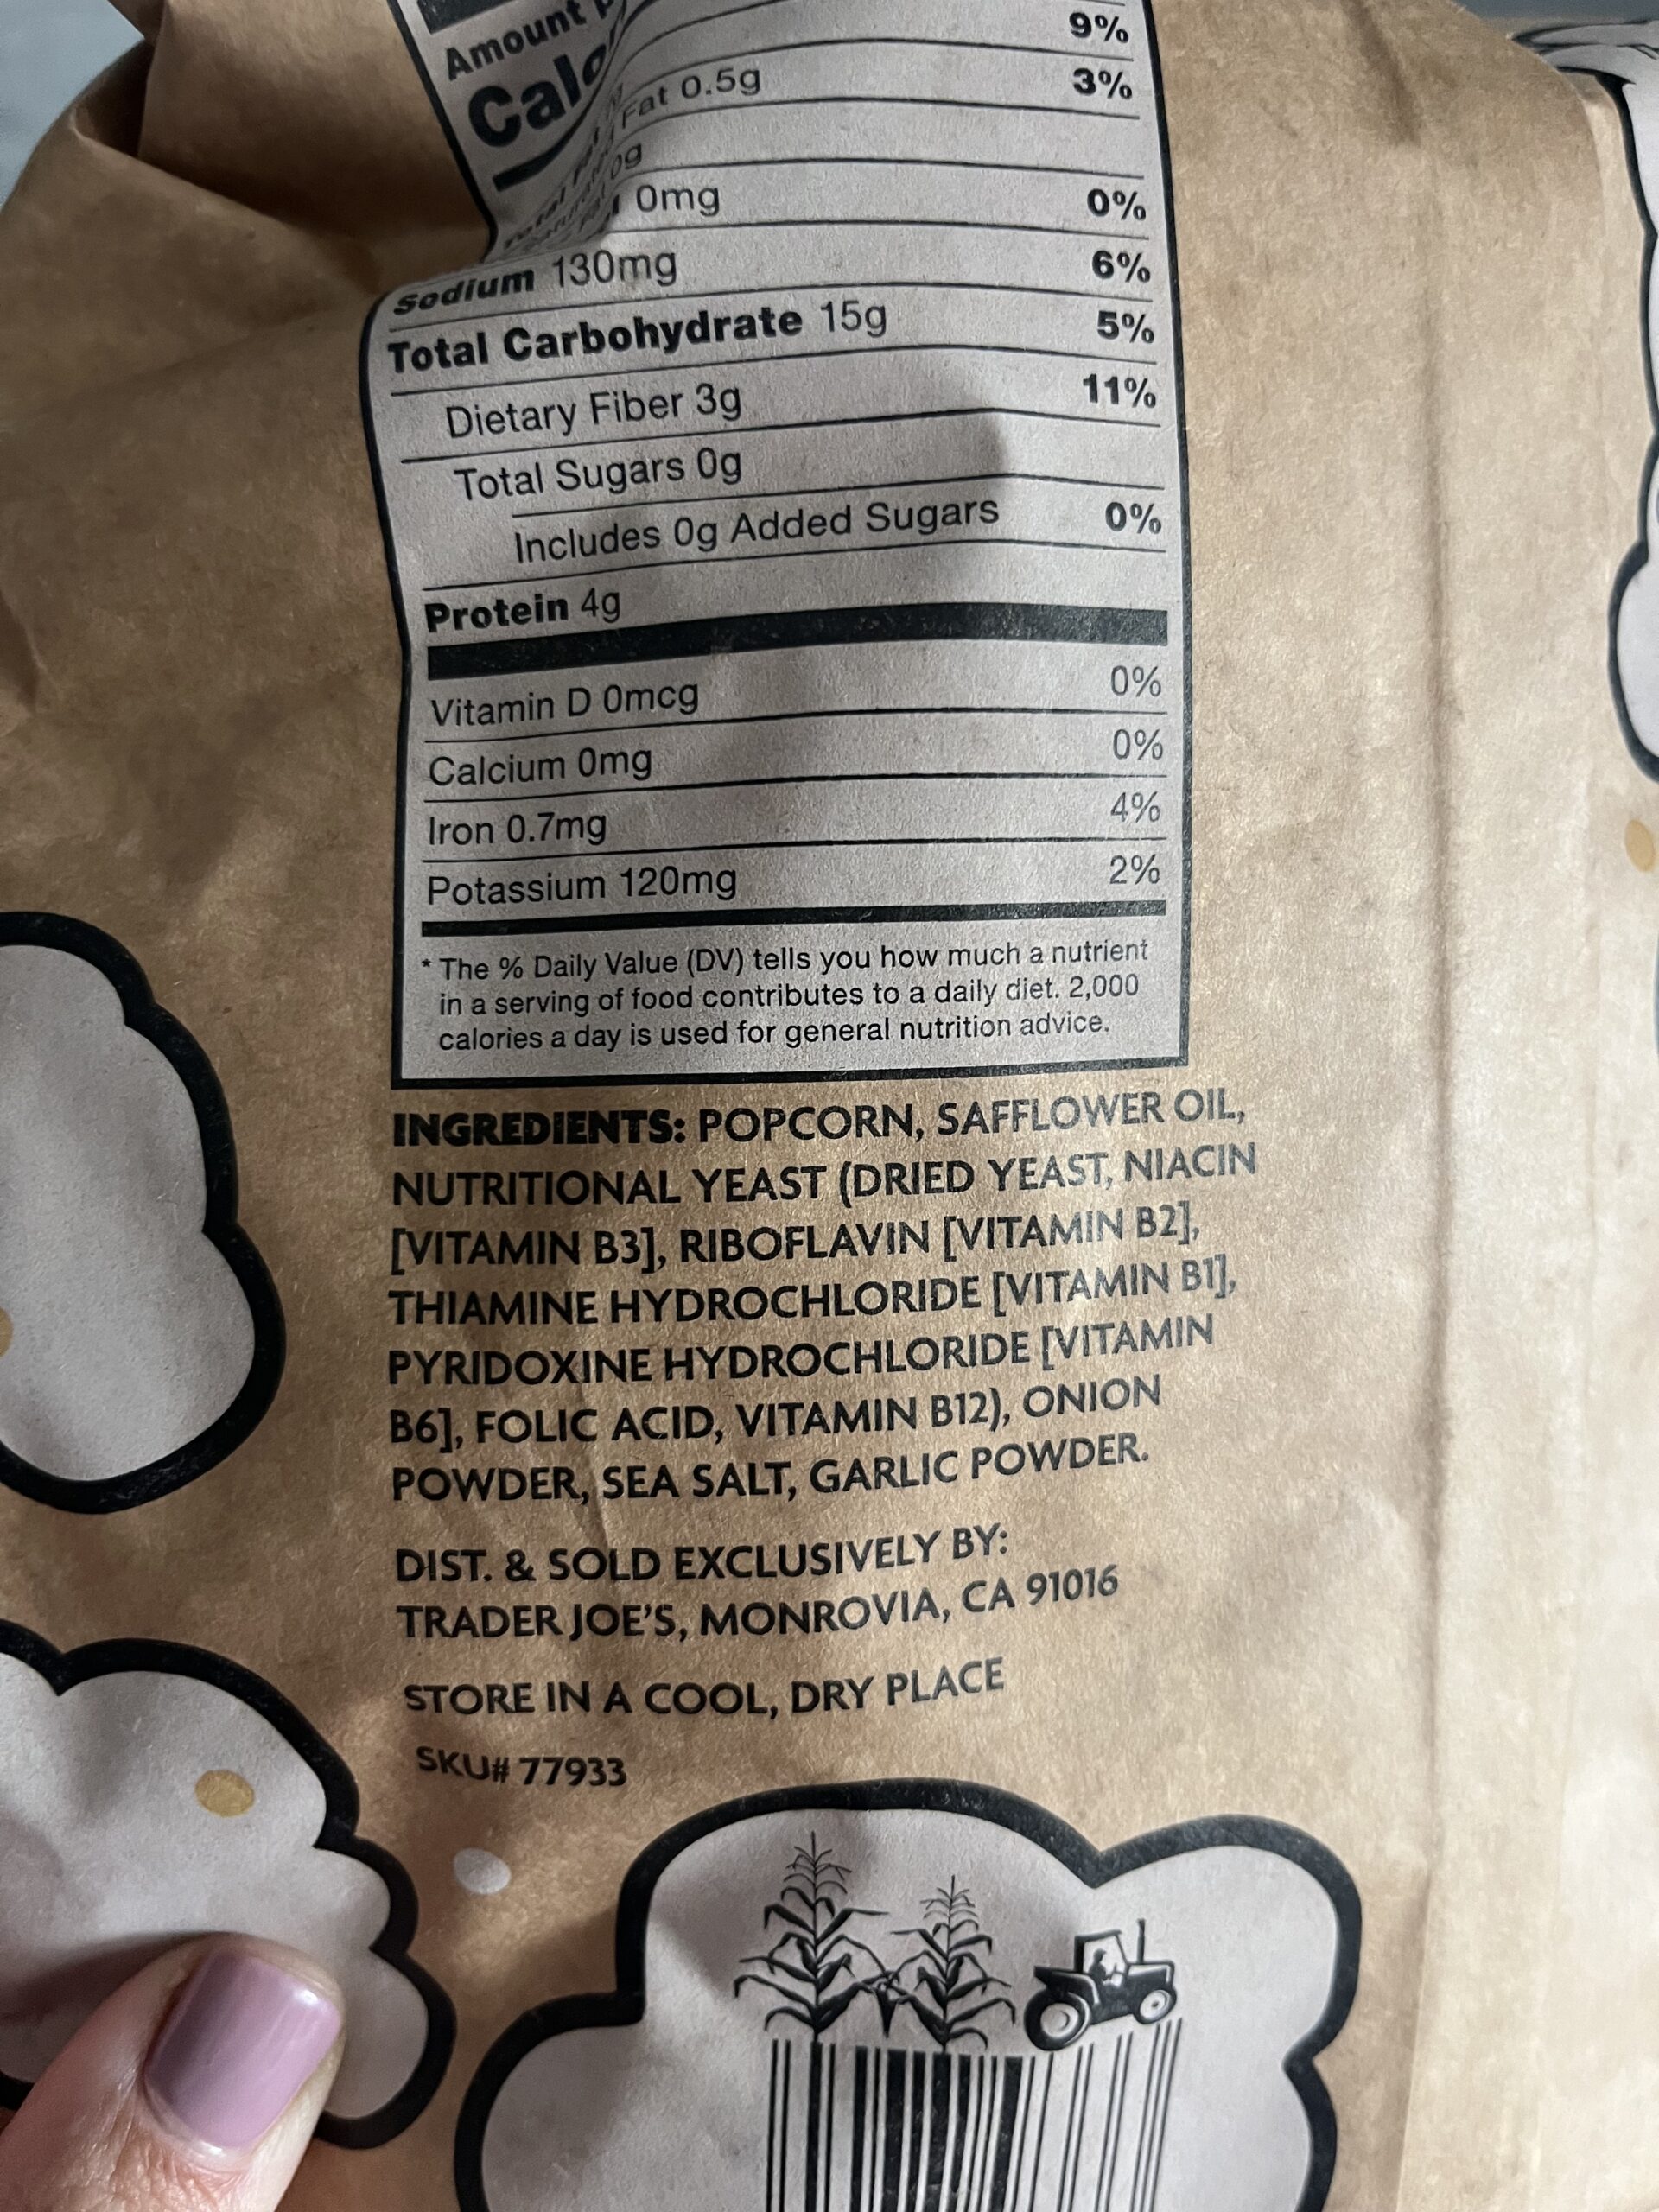 Amount
Calo
9%
Fat 0.5g 3%
0g
0mg 0%
Sodium 130mg 6%
Total Carbohydrate 15g 5%
Dietary Fiber 3g 11%
Total Sugars 0g
Includes 0g Added Sugars 0%
Protein 4g
Vitamin D 0mcg 0%
Calcium 0mg 0%
Iron 0.7mg 4%
Potassium 120mg 2%
* The % Daily Value (DV) tells you how much a nutrient
in a serving of food contributes to a daily diet. 2,000
calories a day is used for general nutrition advice.
INGREDIENTS: POPCORN, SAFFLOWER OIL,
NUTRITIONAL YEAST (DRIED YEAST, NIACIN
[VITAMIN B3], RIBOFLAVIN [VITAMIN B2],
THIAMINE HYDROCHLORIDE [VITAMIN B1],
PYRIDOXINE HYDROCHLORIDE [VITAMIN
B6], FOLIC ACID, VITAMIN B12), ONION
POWDER, SEA SALT, GARLIC POWDER.
DIST. & SOLD EXCLUSIVELY BY:
TRADER JOE'S, MONROVIA, CA 91016
STORE IN A COOL, DRY PLACE
SKU# 77933